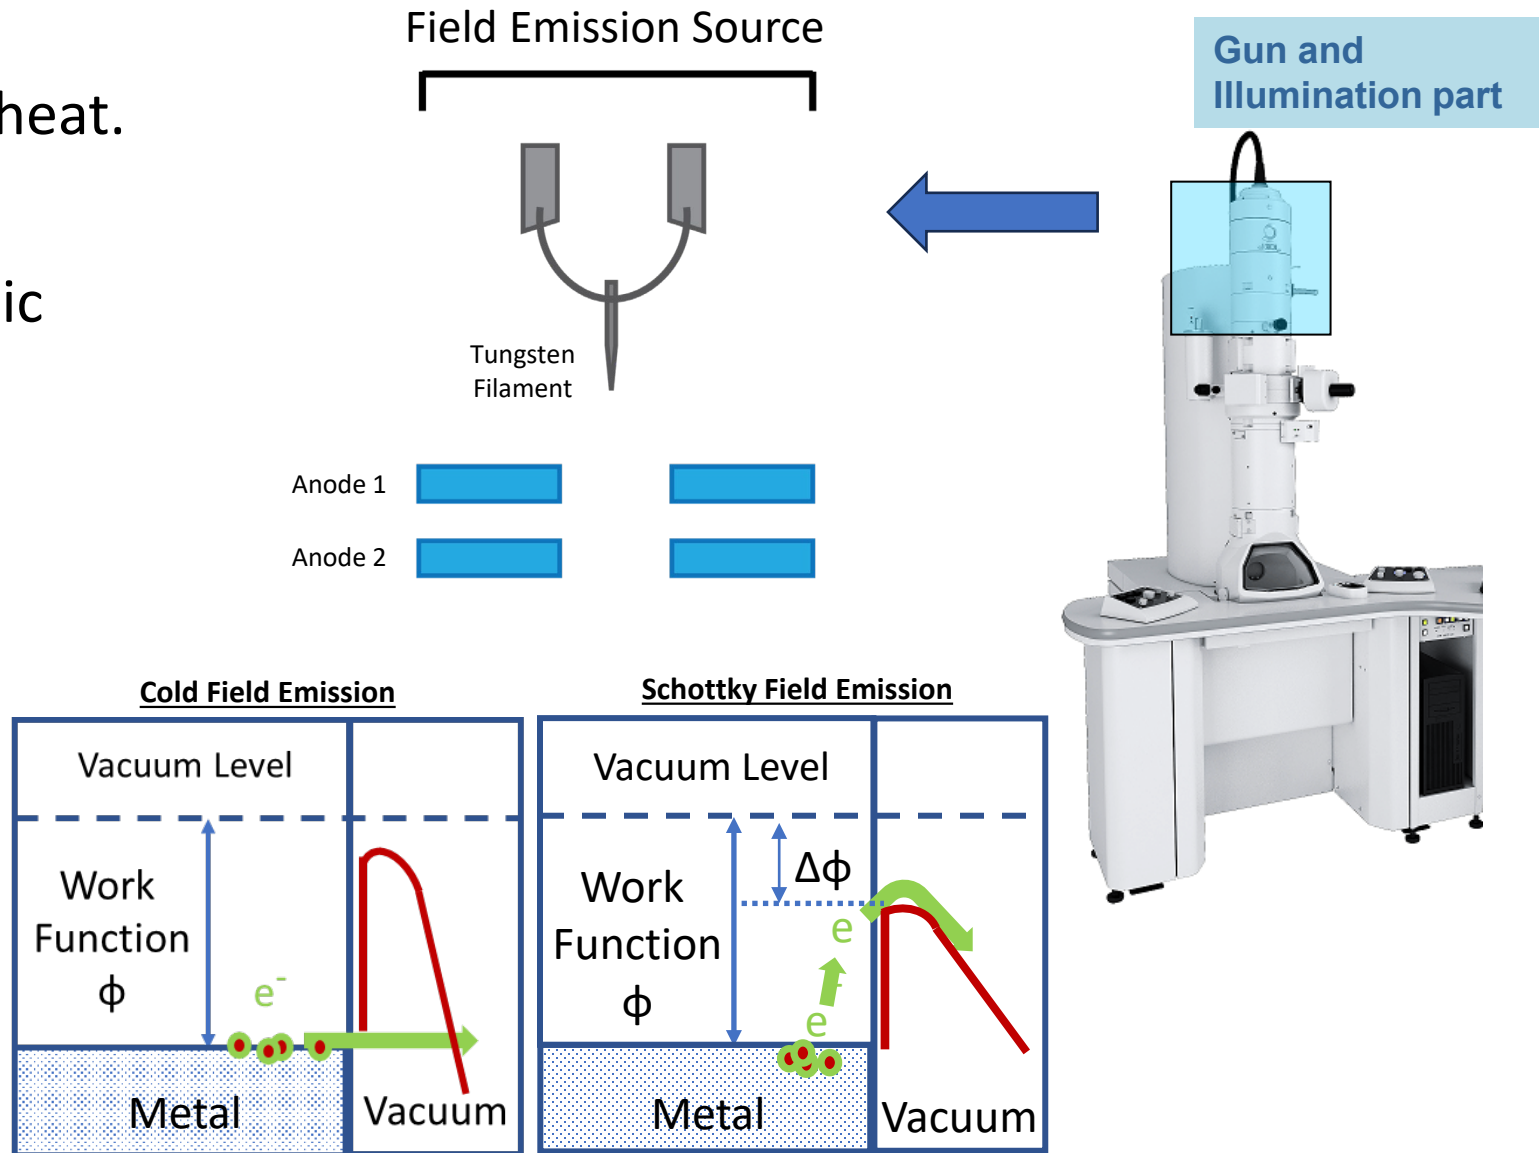 Field Emission Source
Gun and
Illumination part
heat.
ic
Tungsten
Filament
Anode 1
Anode 2
Cold Field Emission
Vacuum Level
Work
Function
ϕ
e⁻
Metal
Vacuum
Schottky Field Emission
Vacuum Level
Δϕ
Work
Function
ϕ
e
e
Metal
Vacuum